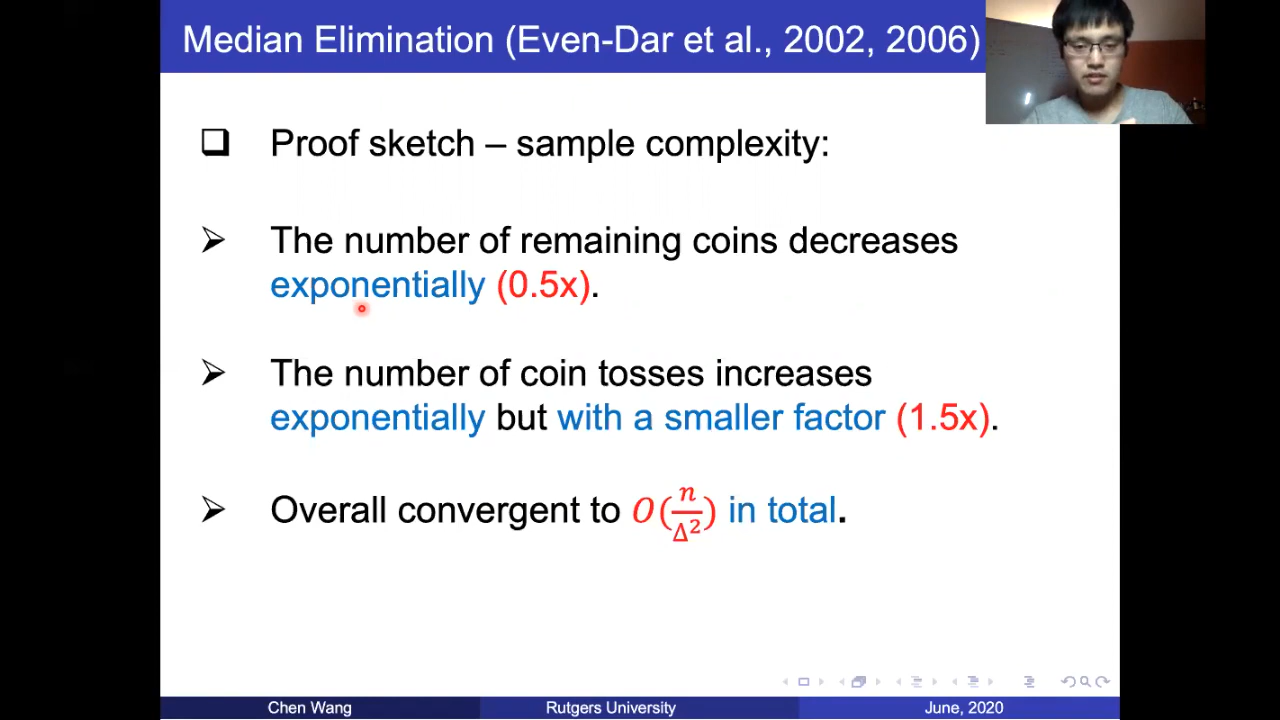 Median Elimination (Even-Dar et al., 2002, 2006)
Proof sketch – sample complexity:
The number of remaining coins decreases
exponentially (0.5x).
The number of coin tosses increases
exponentially but with a smaller factor (1.5x).
Overall convergent to O(n/Δ²) in total.
Chen Wang Rutgers University June, 2020